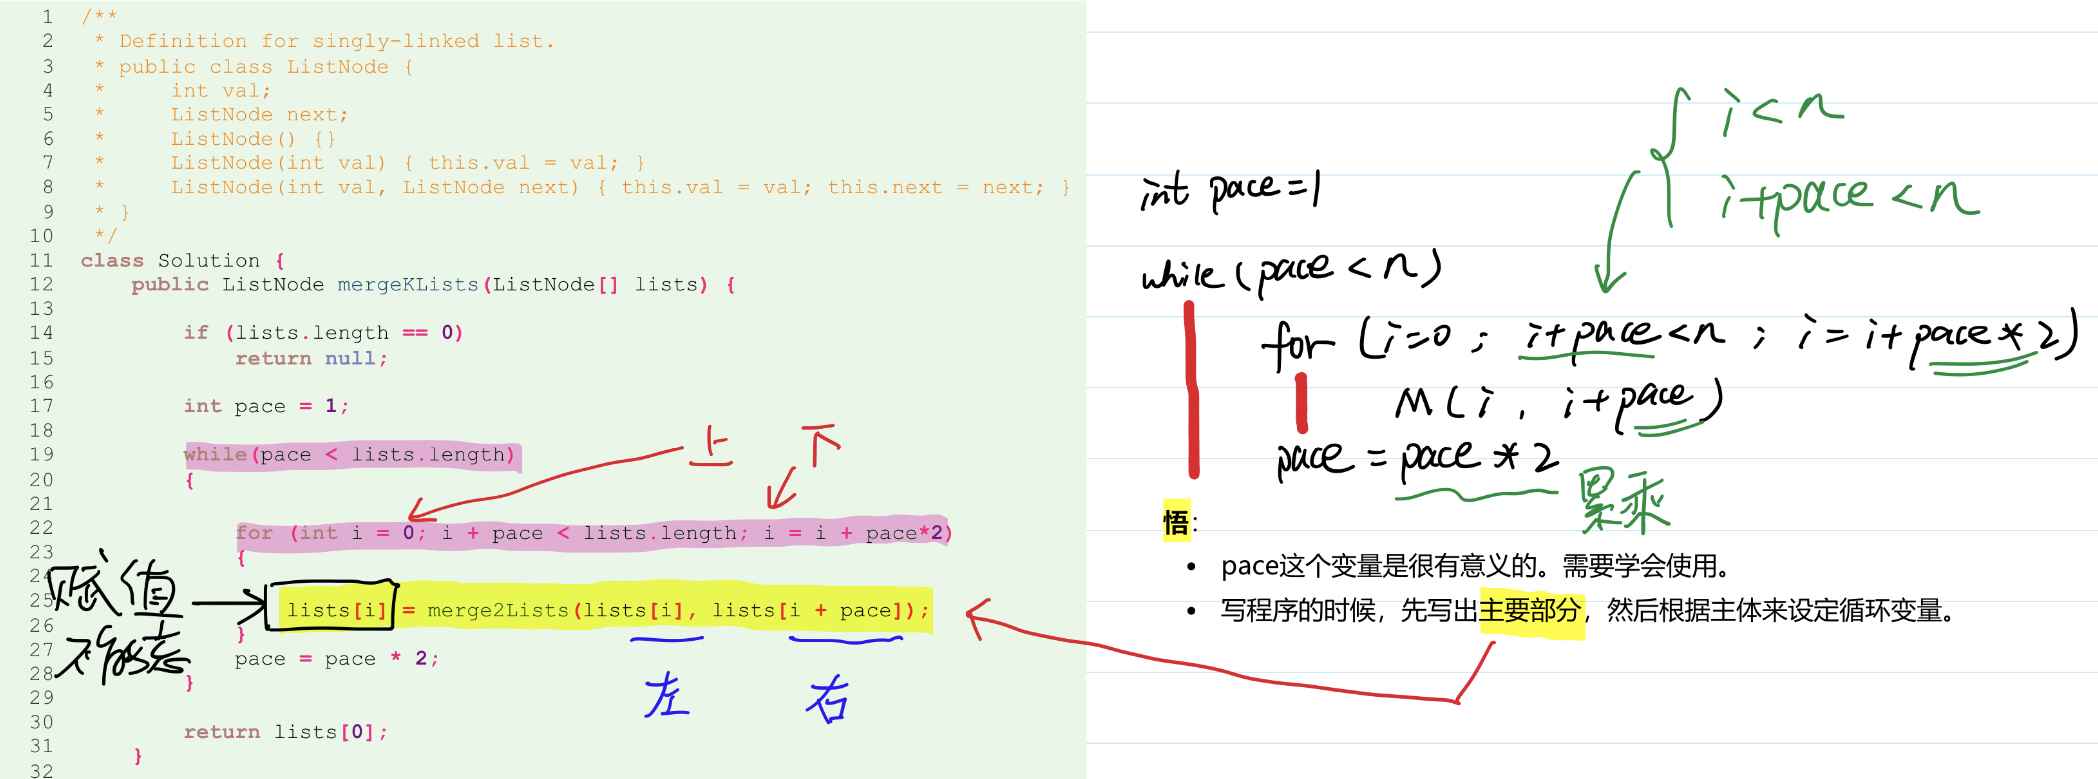 1 /**
2 * Definition for singly-linked list.
3 * public class ListNode {
4 *     int val;
5 *     ListNode next;
6 *     ListNode() {}
7 *     ListNode(int val) { this.val = val; }
8 *     ListNode(int val, ListNode next) { this.val = val; this.next = next; }
9 * }
10 */
11 class Solution {
12     public ListNode mergeKLists(ListNode[] lists) {
13
14         if (lists.length == 0)
15             return null;
16
17         int pace = 1;
18
19         while(pace < lists.length)
20         {
21
22             for (int i = 0; i + pace < lists.length; i = i + pace*2)
23             {
24
25                 lists[i] = merge2Lists(lists[i], lists[i + pace]);
26             }
27             pace = pace * 2;
28         }
29
30         return lists[0];
31     }
32
上
下
赋值
不能忘
左
右
i<n
i+pace<n
int pace=1
while(pace<n)
for (i=0 ; i+pace<n ; i=i+pace*2)
M(i, i+pace)
pace = pace * 2
累乘
悟：
• pace这个变量是很有意义的。需要学会使用。
• 写程序的时候，先写出主要部分，然后根据主体来设定循环变量。